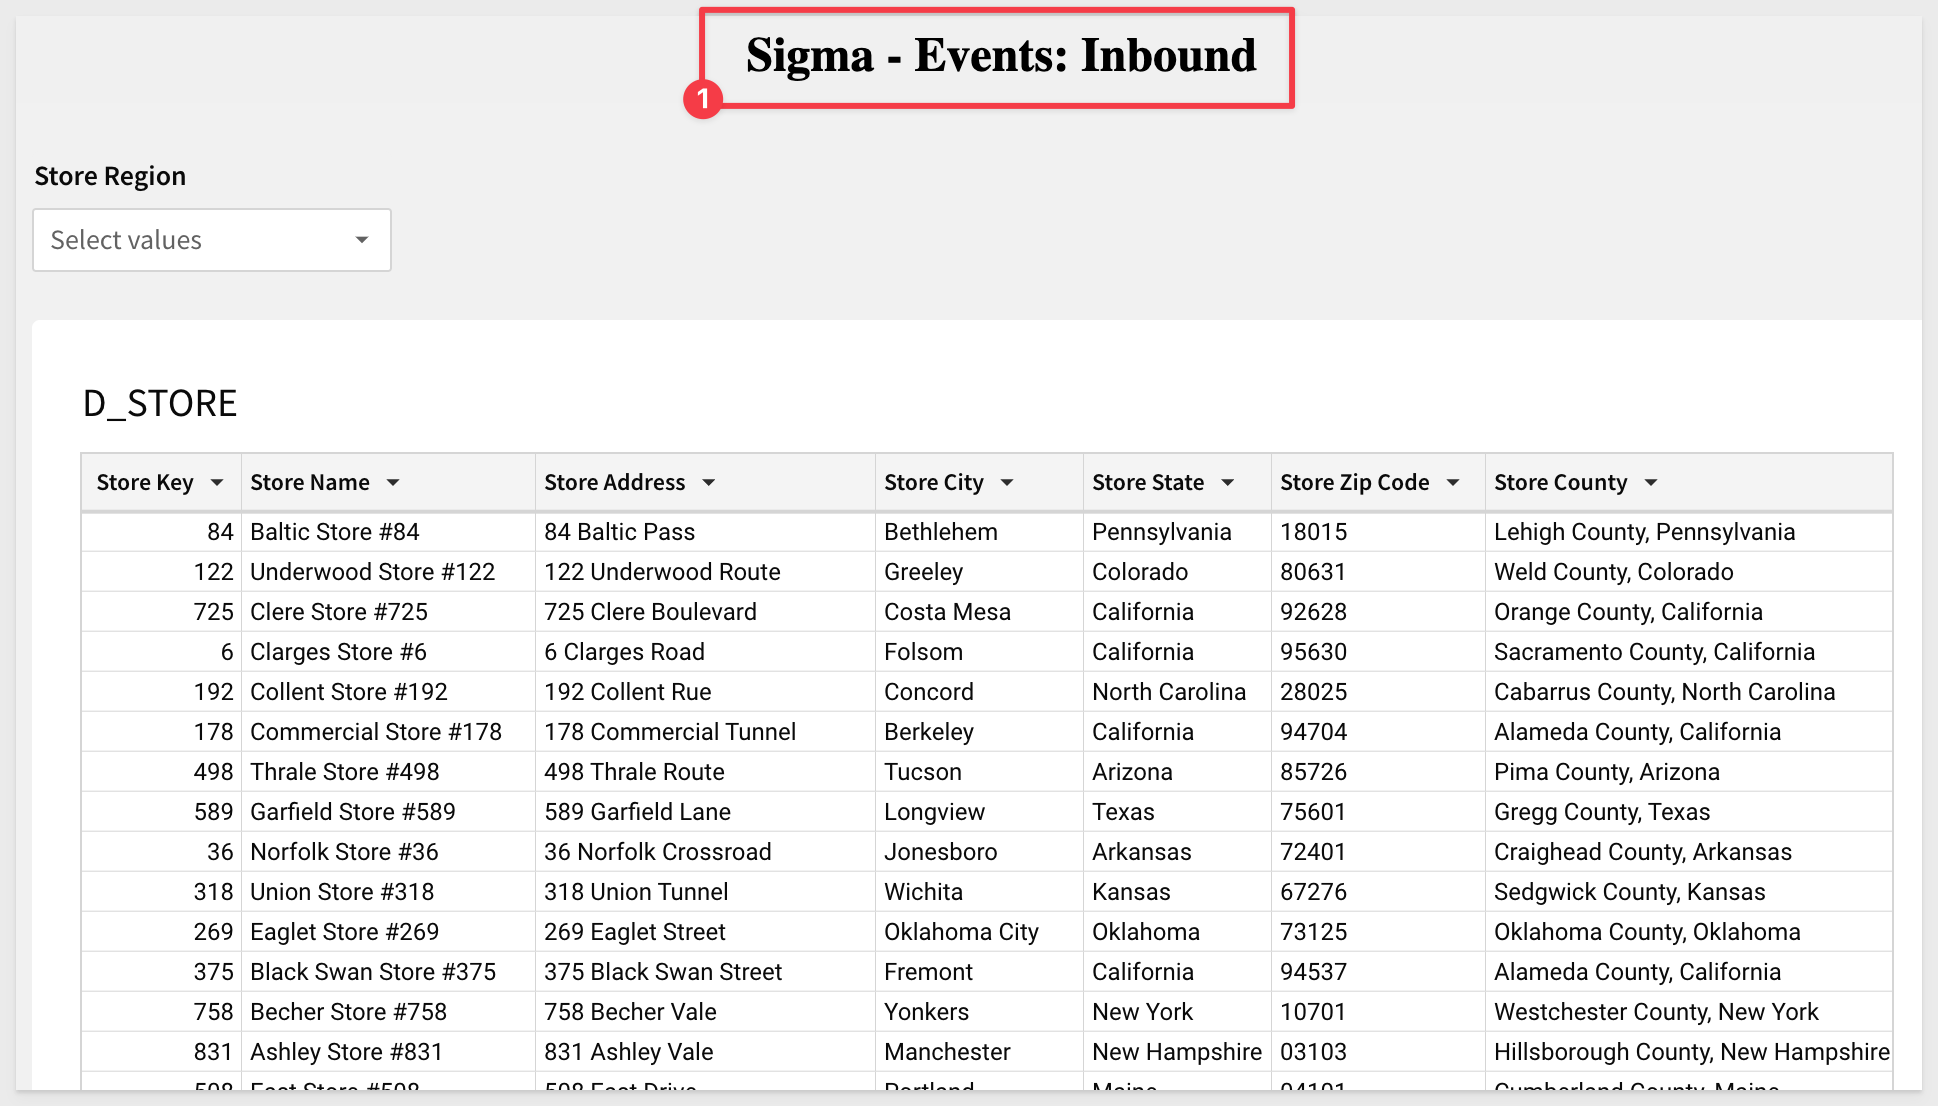 Sigma - Events: Inbound
1
Store Region
Select values
D_STORE
Store Key Store Name Store Address Store City Store State Store Zip Code Store County
84 Baltic Store #84 84 Baltic Pass Bethlehem Pennsylvania 18015 Lehigh County, Pennsylvania
122 Underwood Store #122 122 Underwood Route Greeley Colorado 80631 Weld County, Colorado
725 Clere Store #725 725 Clere Boulevard Costa Mesa California 92628 Orange County, California
6 Clarges Store #6 6 Clarges Road Folsom California 95630 Sacramento County, California
192 Collent Store #192 192 Collent Rue Concord North Carolina 28025 Cabarrus County, North Carolina
178 Commercial Store #178 178 Commercial Tunnel Berkeley California 94704 Alameda County, California
498 Thrale Store #498 498 Thrale Route Tucson Arizona 85726 Pima County, Arizona
589 Garfield Store #589 589 Garfield Lane Longview Texas 75601 Gregg County, Texas
36 Norfolk Store #36 36 Norfolk Crossroad Jonesboro Arkansas 72401 Craighead County, Arkansas
318 Union Store #318 318 Union Tunnel Wichita Kansas 67276 Sedgwick County, Kansas
269 Eaglet Store #269 269 Eaglet Street Oklahoma City Oklahoma 73125 Oklahoma County, Oklahoma
375 Black Swan Store #375 375 Black Swan Street Fremont California 94537 Alameda County, California
758 Becher Store #758 758 Becher Vale Yonkers New York 10701 Westchester County, New York
831 Ashley Store #831 831 Ashley Vale Manchester New Hampshire 03103 Hillsborough County, New Hampshire
Store Portland Maine Cumberland County, Maine